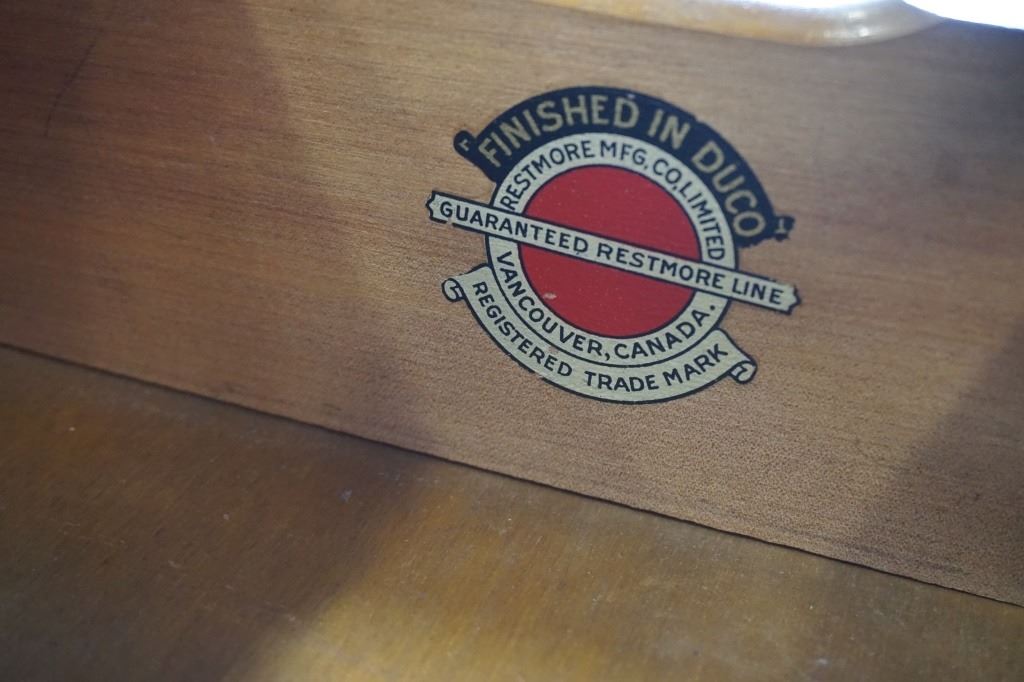 FINISHED IN DUCO
RESTMORE MFG. CO. LIMITED
GUARANTEED RESTMORE LINE
VANCOUVER, CANADA.
REGISTERED TRADE MARK